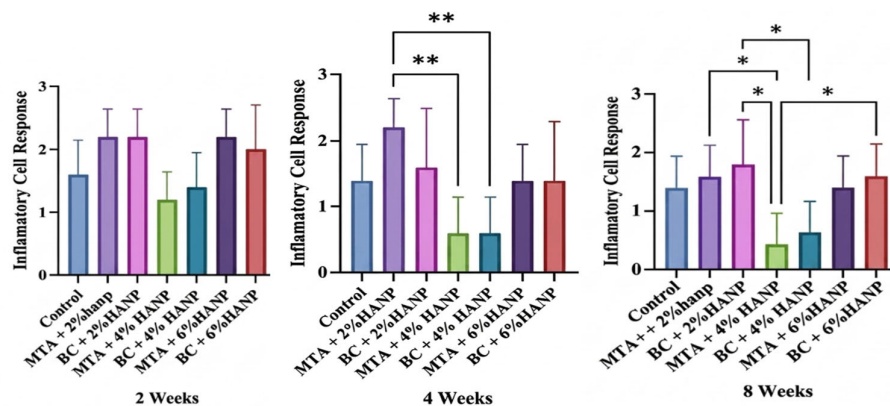 Inflamatory Cell Response
3
2
1
0
Control
MTA + 2%hanp
BC + 2%HANP
MTA + 4% HANP
BC + 4% HANP
MTA + 6%HANP
BC + 6%HANP
2 Weeks
**
**
Inflamatory Cell Response
3
2
1
0
Control
MTA + 2%HANP
BC + 2%HANP
MTA + 4% HANP
BC + 4% HANP
MTA + 6%HANP
BC + 6%HANP
4 Weeks
*
*
*
*
Inflamatory Cell Response
3
2
1
0
Control
MTA ++ 2%hanp
BC + 2%HANP
MTA + 4% HANP
BC + 4% HANP
MTA + 6%HANP
BC + 6%HANP
8 Weeks